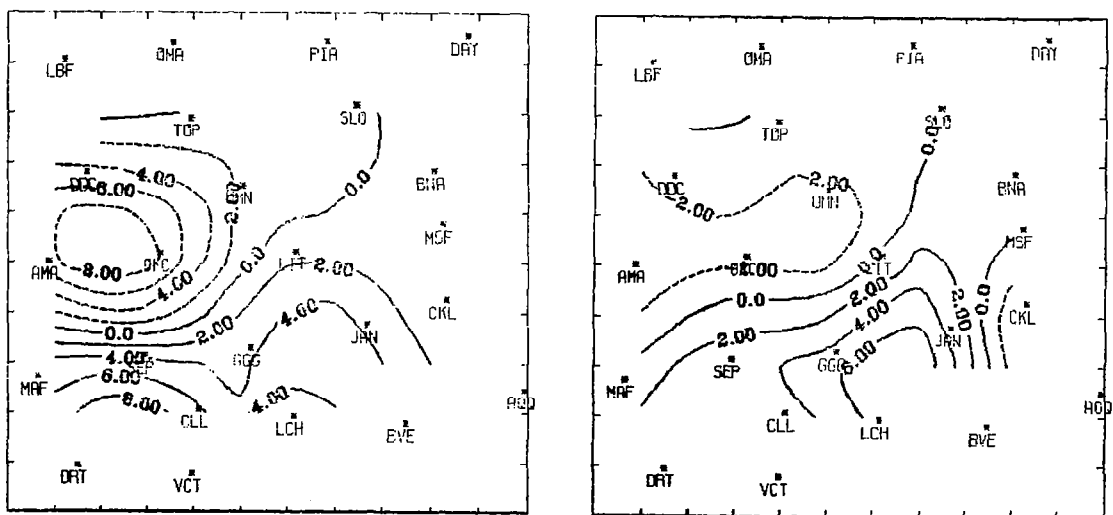 LBF OMA PIA DAY
TOP SLO
DDC 6.00 4.00 0.0 BNA
MSF
AMA 8.00 OKC 4.00 0.0 LIT 2.00
0.0 2.00 4.00 CKL
4.00 SEP GGG JAN
MAF 6.00 8.00 CLL 4.00 LCH BVE
DRT VCT
LBF OMA PIA DAY
TOP SLO 0.0
DDC 2.00 2.00 UMN BNA
MSF
AMA 0.0 LIT
0.0 2.00 2.00 0.0 CKL
2.00 4.00 JAN
SEP GGG 6.00
MAF CLL LCH BVE
DRT VCT